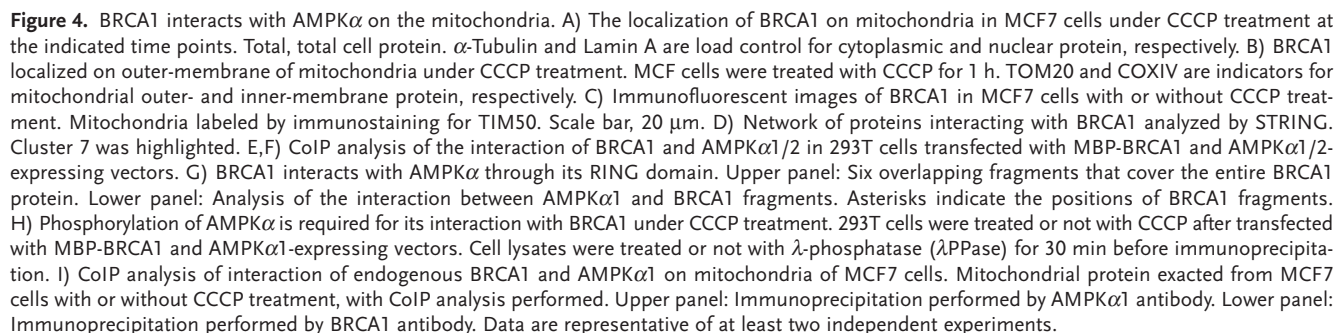 Figure 4. BRCA1 interacts with AMPKα on the mitochondria. A) The localization of BRCA1 on mitochondria in MCF7 cells under CCCP treatment at
the indicated time points. Total, total cell protein. α-Tubulin and Lamin A are load control for cytoplasmic and nuclear protein, respectively. B) BRCA1
localized on outer-membrane of mitochondria under CCCP treatment. MCF cells were treated with CCCP for 1 h. TOM20 and COXIV are indicators for
mitochondrial outer- and inner-membrane protein, respectively. C) Immunofluorescent images of BRCA1 in MCF7 cells with or without CCCP treat-
ment. Mitochondria labeled by immunostaining for TIM50. Scale bar, 20 μm. D) Network of proteins interacting with BRCA1 analyzed by STRING.
Cluster 7 was highlighted. E,F) CoIP analysis of the interaction of BRCA1 and AMPKα1/2 in 293T cells transfected with MBP-BRCA1 and AMPKα1/2-
expressing vectors. G) BRCA1 interacts with AMPKα through its RING domain. Upper panel: Six overlapping fragments that cover the entire BRCA1
protein. Lower panel: Analysis of the interaction between AMPKα1 and BRCA1 fragments. Asterisks indicate the positions of BRCA1 fragments.
H) Phosphorylation of AMPKα is required for its interaction with BRCA1 under CCCP treatment. 293T cells were treated or not with CCCP after transfected
with MBP-BRCA1 and AMPKα1-expressing vectors. Cell lysates were treated or not with λ-phosphatase (λPPase) for 30 min before immunoprecipita-
tion. I) CoIP analysis of interaction of endogenous BRCA1 and AMPKα1 on mitochondria of MCF7 cells. Mitochondrial protein exacted from MCF7
cells with or without CCCP treatment, with CoIP analysis performed. Upper panel: Immunoprecipitation performed by AMPKα1 antibody. Lower panel:
Immunoprecipitation performed by BRCA1 antibody. Data are representative of at least two independent experiments.